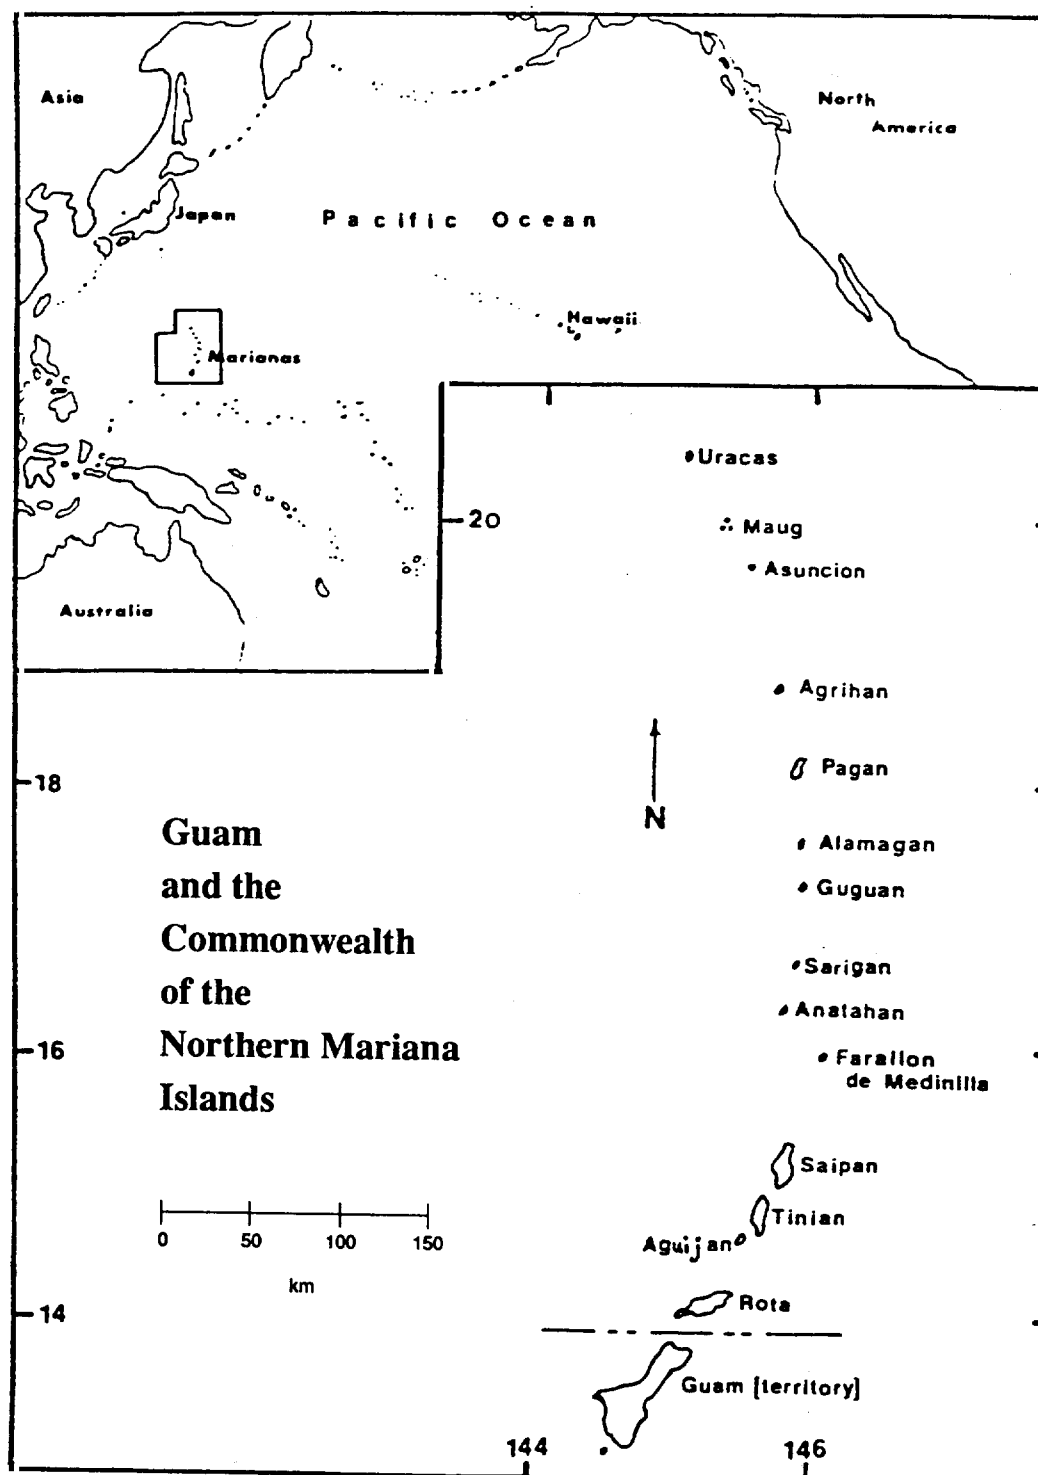 Asia
North
America
Japan
Pacific Ocean
Hawaii
Marianas
Australia
Uracas
20
Maug
Asuncion
Agrihan
Pagan
18
N
Alamagan
Guguan
Sarigan
Anatahan
16
Farallon
de Medinilla
Guam
and the
Commonwealth
of the
Northern Mariana
Islands
Saipan
Tinian
Aguijan
0 50 100 150
km
Rota
14
Guam [territory]
144 146